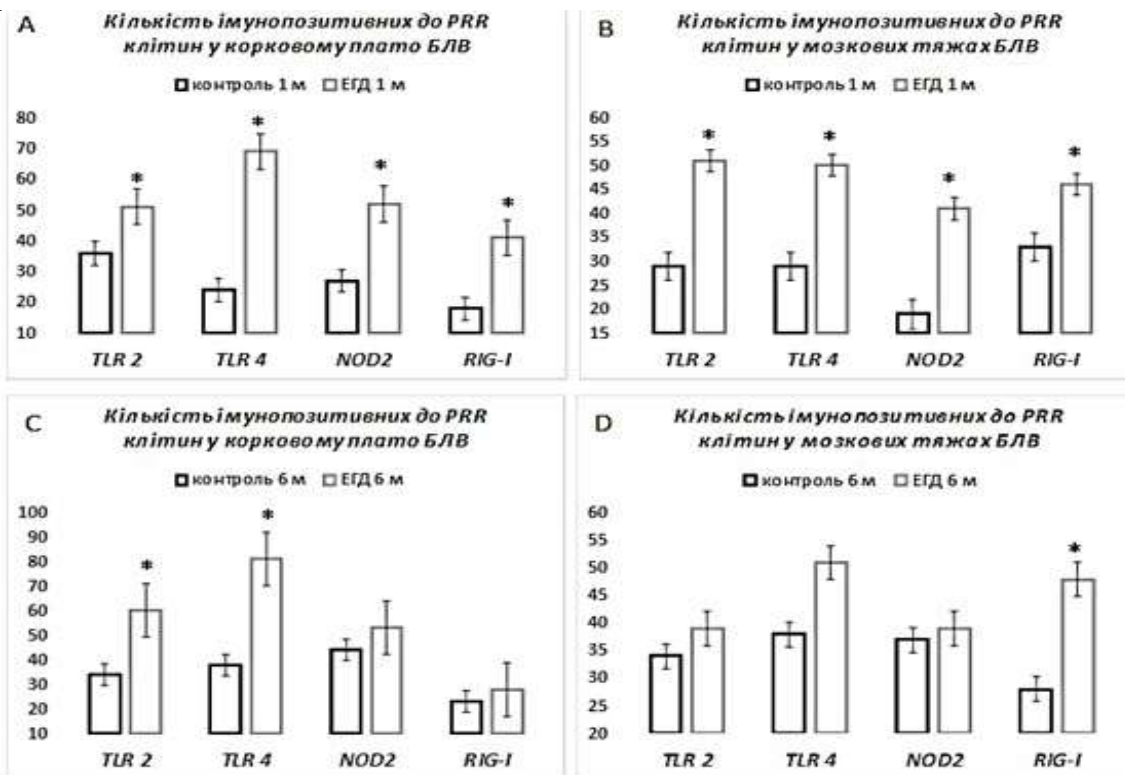 A
Кількість імунопозитивних до PRR
клітин у корковому плато БЛВ
контроль 1 м ЕГД 1 м
80
70
60
50
40
30
20
10
* * * *
TLR 2 TLR 4 NOD2 RIG-I
B
Кількість імунопозитивних до PRR
клітин у мозкових тяжах БЛВ
контроль 1 м ЕГД 1 м
60
55
50
45
40
35
30
25
20
15
* * * *
TLR 2 TLR 4 NOD2 RIG-I
C
Кількість імунопозитивних до PRR
клітин у корковому плато БЛВ
контроль 6 м ЕГД 6 м
100
90
80
70
60
50
40
30
20
10
* *
TLR 2 TLR 4 NOD2 RIG-I
D
Кількість імунопозитивних до PRR
клітин у мозкових тяжах БЛВ
контроль 6 м ЕГД 6 м
60
55
50
45
40
35
30
25
20
*
TLR 2 TLR 4 NOD2 RIG-I